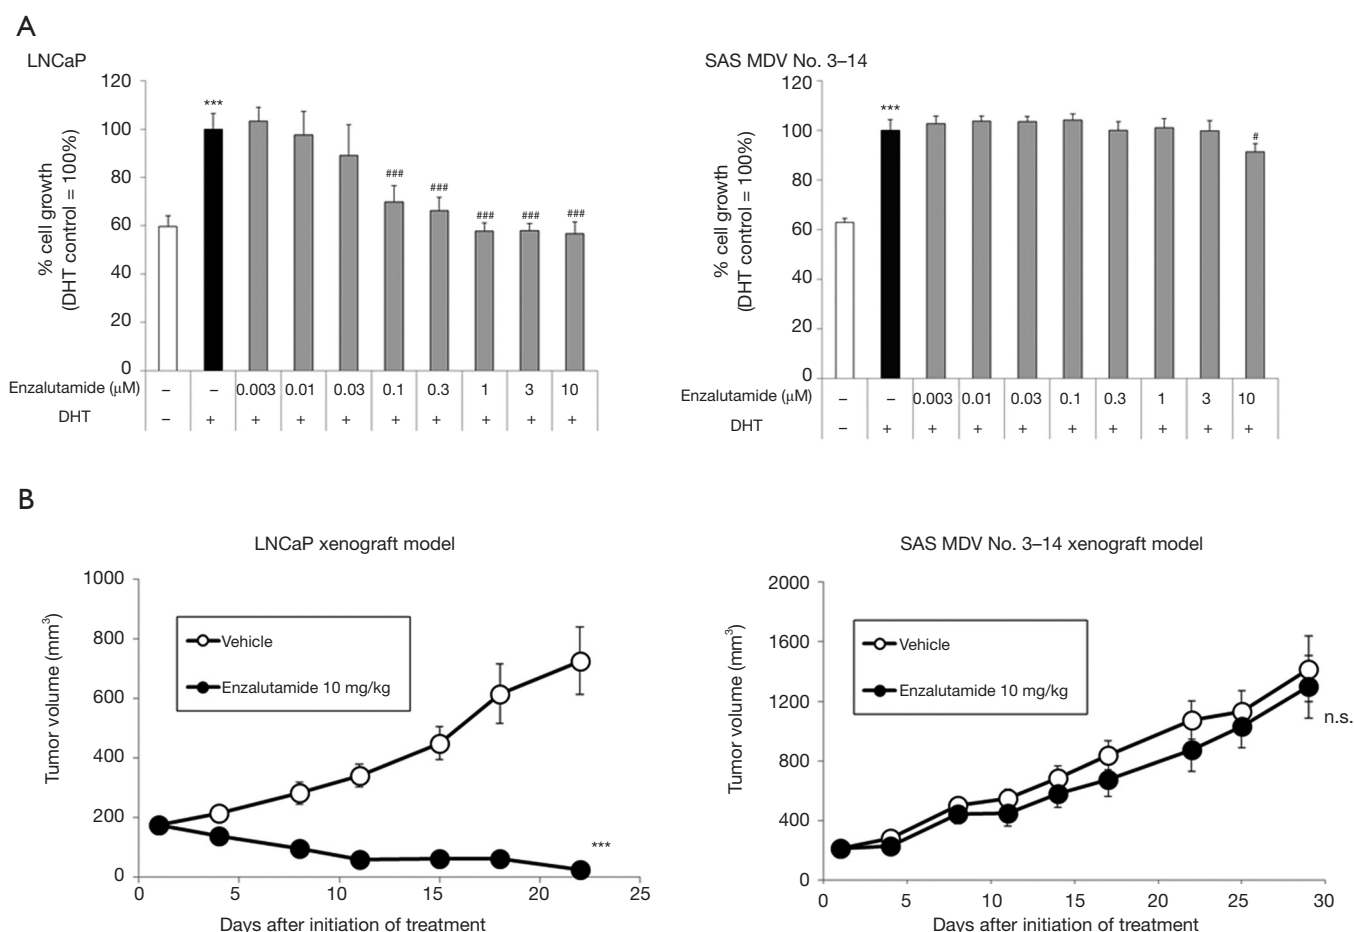 A
LNCaP
% cell growth
(DHT control = 100%)
120
100
80
60
40
20
0
***
###
###
###
###
###
Enzalutamide (μM) – – 0.003 0.01 0.03 0.1 0.3 1 3 10
DHT – + + + + + + + + +
SAS MDV No. 3–14
% cell growth
(DHT control = 100%)
120
100
80
60
40
20
0
***
#
Enzalutamide (μM) – – 0.003 0.01 0.03 0.1 0.3 1 3 10
DHT – + + + + + + + + +
B
LNCaP xenograft model
Tumor volume (mm³)
1000
800
600
400
200
0
Vehicle
Enzalutamide 10 mg/kg
***
0 5 10 15 20 25
Days after initiation of treatment
SAS MDV No. 3–14 xenograft model
Tumor volume (mm³)
2000
1600
1200
800
400
0
Vehicle
Enzalutamide 10 mg/kg
n.s.
0 5 10 15 20 25 30
Days after initiation of treatment